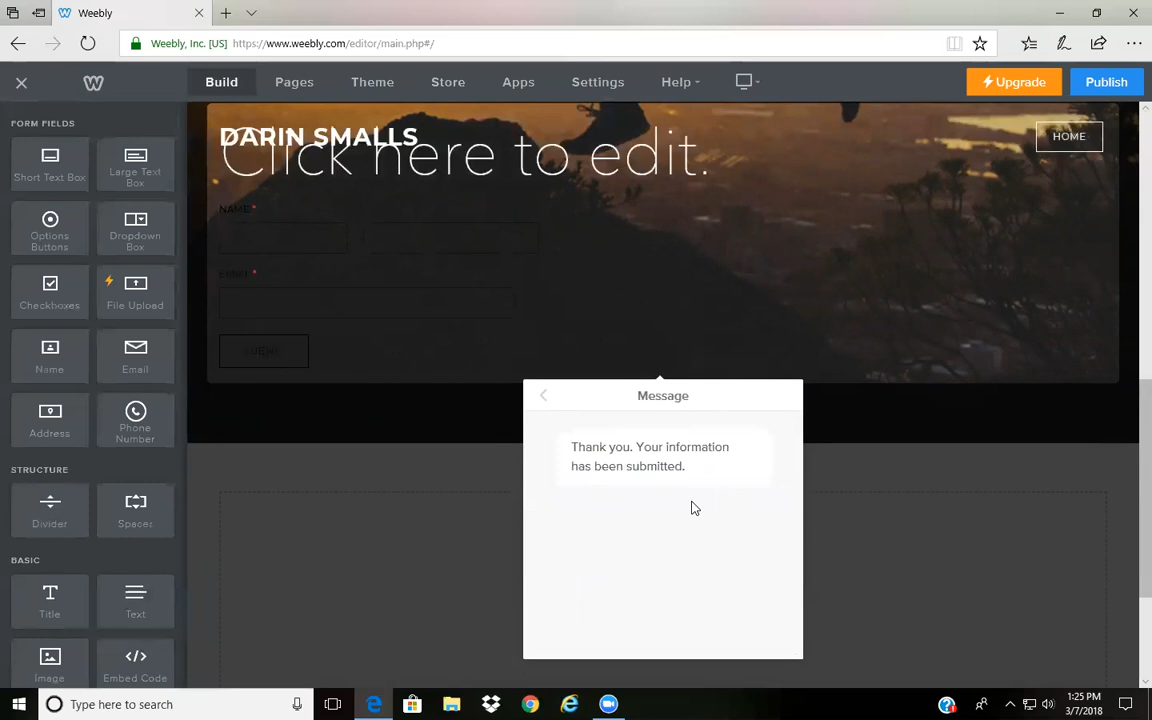 Weebly
Weebly, Inc. [US] https://www.weebly.com/editor/main.php#/
Build Pages Theme Store Apps Settings Help Upgrade Publish
FORM FIELDS
Short Text Box
Large Text
Box
Options
Buttons
Dropdown
Box
Checkboxes
File Upload
Name
Email
Address
Phone
Number
STRUCTURE
Divider
Spacer
BASIC
Title
Text
Image
Embed Code
DARIN SMALLS
HOME
Click here to edit.
NAME *
EMAIL *
SUBMIT
Message
Thank you. Your information
has been submitted.
Type here to search
1:25 PM
3/7/2018